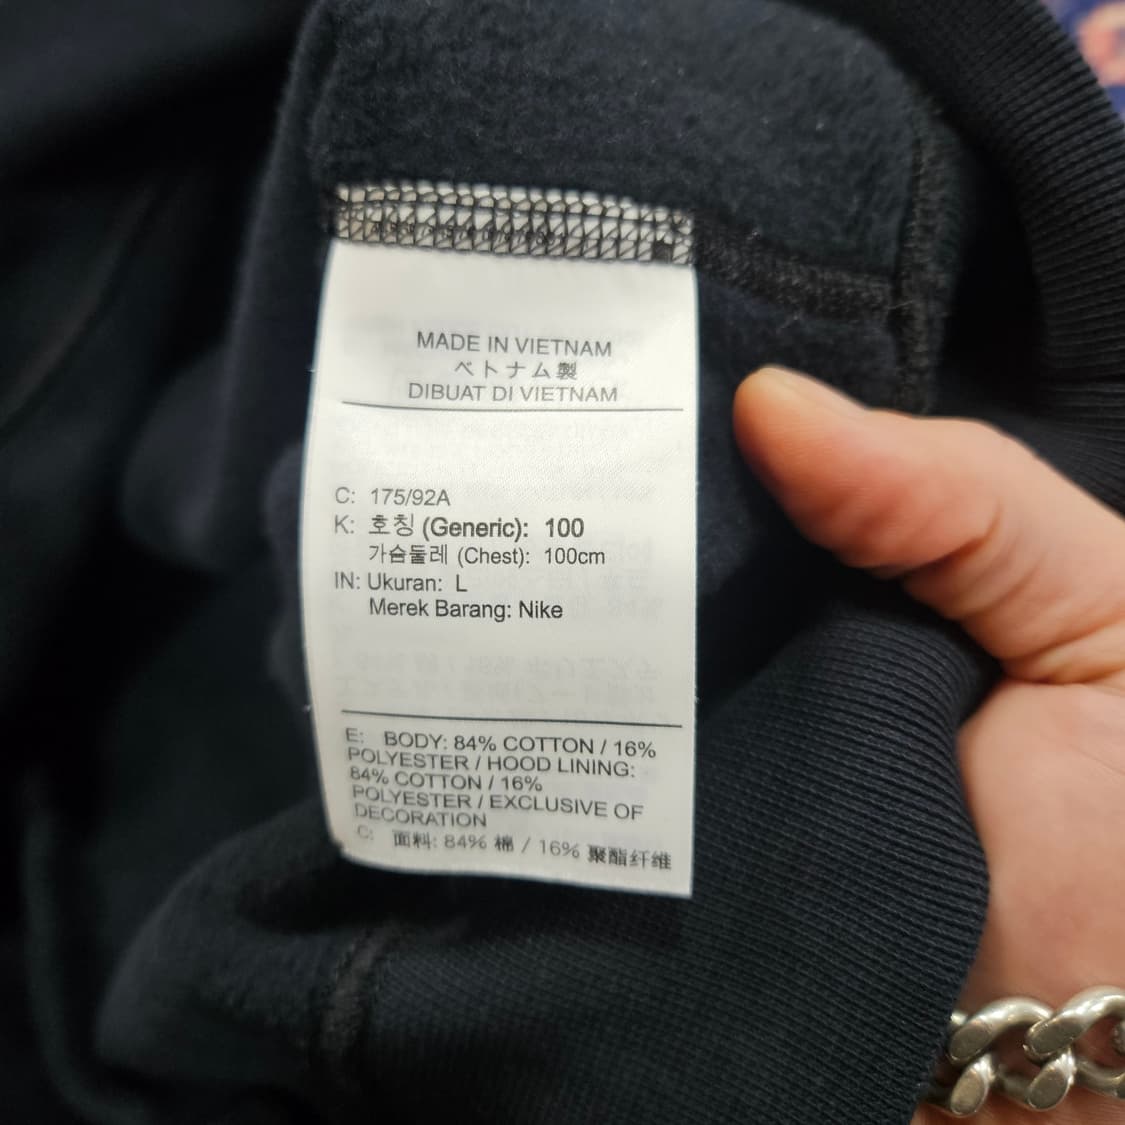 MADE IN VIETNAM
ベトナム製
DIBUAT DI VIETNAM
C: 175/92A
K: 호칭 (Generic): 100
가슴둘레 (Chest): 100cm
IN: Ukuran: L
Merek Barang: Nike
E: BODY: 84% COTTON / 16%
POLYESTER / HOOD LINING:
84% COTTON / 16%
POLYESTER / EXCLUSIVE OF
DECORATION
C: 面料: 84% 棉 / 16% 聚酯纤维